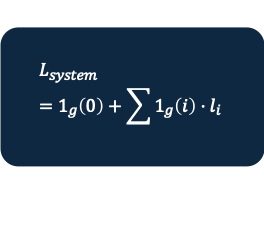 L_system
= 1_g(0) + ∑ 1_g(i) · l_i